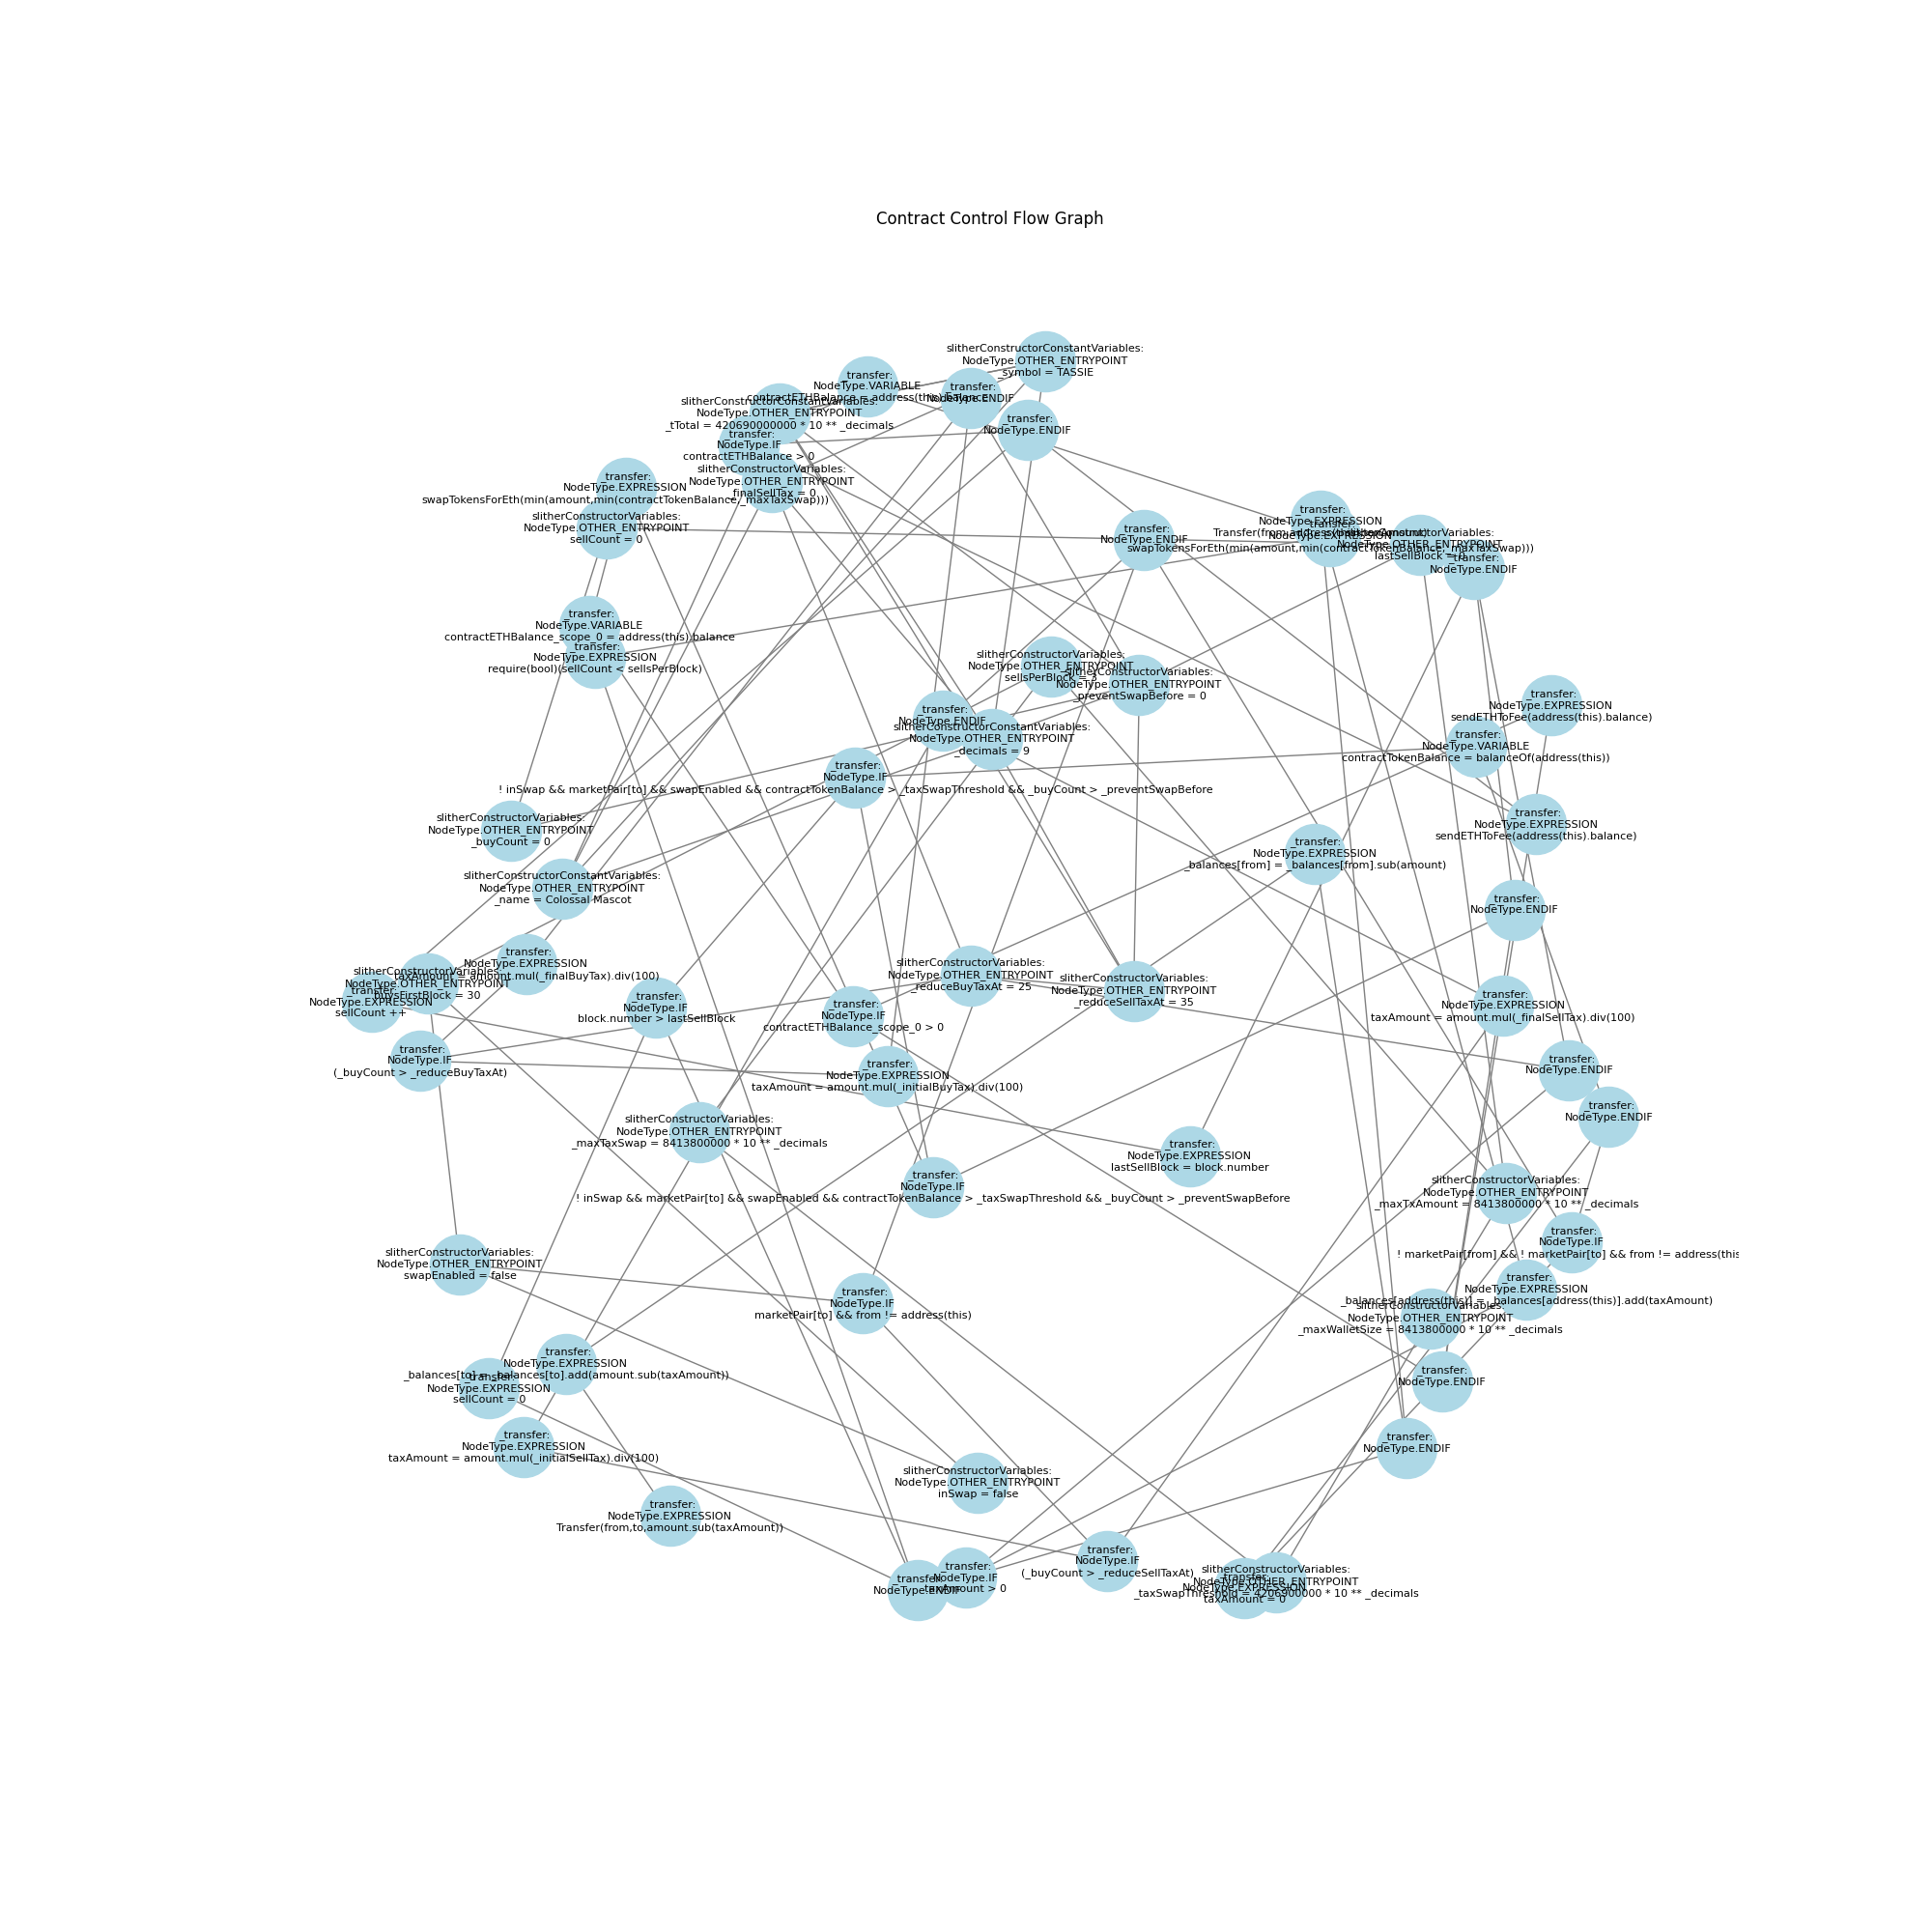 Contract Control Flow Graph
slitherConstructorConstantVariables:
NodeType.OTHER_ENTRYPOINT
_symbol = TASSIE
_transfer:
NodeType.VARIABLE
contractETHBalance = address(this).balance
_transfer:
NodeType.ENDIF
slitherConstructorConstantVariables:
NodeType.OTHER_ENTRYPOINT
_tTotal = 420690000000 * 10 ** _decimals
_transfer:
NodeType.ENDIF
_transfer:
NodeType.IF
contractETHBalance > 0
slitherConstructorVariables:
NodeType.OTHER_ENTRYPOINT
_finalSellTax = 0
_transfer:
NodeType.EXPRESSION
swapTokensForEth(min(amount,min(contractTokenBalance,_maxTaxSwap)))
slitherConstructorVariables:
NodeType.OTHER_ENTRYPOINT
sellCount = 0
_transfer:
NodeType.ENDIF
_transfer:
NodeType.EXPRESSION
Transfer(from,address(this),taxAmount)
_transfer:
NodeType.EXPRESSION
swapTokensForEth(min(amount,min(contractTokenBalance,_maxTaxSwap)))
slitherConstructorVariables:
NodeType.OTHER_ENTRYPOINT
lastSellBlock = 0
_transfer:
NodeType.ENDIF
_transfer:
NodeType.VARIABLE
contractETHBalance_scope_0 = address(this).balance
_transfer:
NodeType.EXPRESSION
require(bool)(sellCount < sellsPerBlock)
slitherConstructorVariables:
NodeType.OTHER_ENTRYPOINT
sellsPerBlock = 3
slitherConstructorVariables:
NodeType.OTHER_ENTRYPOINT
_preventSwapBefore = 0
_transfer:
NodeType.ENDIF
slitherConstructorConstantVariables:
NodeType.OTHER_ENTRYPOINT
_decimals = 9
_transfer:
NodeType.EXPRESSION
sendETHToFee(address(this).balance)
_transfer:
NodeType.VARIABLE
contractTokenBalance = balanceOf(address(this))
_transfer:
NodeType.IF
! inSwap && marketPair[to] && swapEnabled && contractTokenBalance > _taxSwapThreshold && _buyCount > _preventSwapBefore
slitherConstructorVariables:
NodeType.OTHER_ENTRYPOINT
_buyCount = 0
_transfer:
NodeType.EXPRESSION
sendETHToFee(address(this).balance)
_transfer:
NodeType.EXPRESSION
_balances[from] = _balances[from].sub(amount)
slitherConstructorConstantVariables:
NodeType.OTHER_ENTRYPOINT
_name = Colossal Mascot
_transfer:
NodeType.ENDIF
_transfer:
NodeType.EXPRESSION
taxAmount = amount.mul(_finalBuyTax).div(100)
slitherConstructorVariables:
NodeType.OTHER_ENTRYPOINT
buysFirstBlock = 30
_transfer:
NodeType.EXPRESSION
sellCount ++
_transfer:
NodeType.IF
block.number > lastSellBlock
slitherConstructorVariables:
NodeType.OTHER_ENTRYPOINT
_reduceBuyTaxAt = 25
slitherConstructorVariables:
NodeType.OTHER_ENTRYPOINT
_reduceSellTaxAt = 35
_transfer:
NodeType.IF
contractETHBalance_scope_0 > 0
_transfer:
NodeType.EXPRESSION
taxAmount = amount.mul(_finalSellTax).div(100)
_transfer:
NodeType.IF
(_buyCount > _reduceBuyTaxAt)
_transfer:
NodeType.EXPRESSION
taxAmount = amount.mul(_initialBuyTax).div(100)
_transfer:
NodeType.ENDIF
_transfer:
NodeType.ENDIF
slitherConstructorVariables:
NodeType.OTHER_ENTRYPOINT
_maxTaxSwap = 8413800000 * 10 ** _decimals
_transfer:
NodeType.EXPRESSION
lastSellBlock = block.number
_transfer:
NodeType.IF
! inSwap && marketPair[to] && swapEnabled && contractTokenBalance > _taxSwapThreshold && _buyCount > _preventSwapBefore
slitherConstructorVariables:
NodeType.OTHER_ENTRYPOINT
_maxTxAmount = 8413800000 * 10 ** _decimals
_transfer:
NodeType.IF
! marketPair[from] && ! marketPair[to] && from != address(this
slitherConstructorVariables:
NodeType.OTHER_ENTRYPOINT
swapEnabled = false
_transfer:
NodeType.IF
marketPair[to] && from != address(this)
_transfer:
NodeType.EXPRESSION
_balances[address(this)] = _balances[address(this)].add(taxAmount)
slitherConstructorVariables:
NodeType.OTHER_ENTRYPOINT
_maxWalletSize = 8413800000 * 10 ** _decimals
_transfer:
NodeType.ENDIF
_transfer:
NodeType.EXPRESSION
_balances[to] = _balances[to].add(amount.sub(taxAmount))
_transfer:
NodeType.EXPRESSION
sellCount = 0
_transfer:
NodeType.EXPRESSION
taxAmount = amount.mul(_initialSellTax).div(100)
_transfer:
NodeType.ENDIF
slitherConstructorVariables:
NodeType.OTHER_ENTRYPOINT
inSwap = false
_transfer:
NodeType.EXPRESSION
Transfer(from,to,amount.sub(taxAmount))
_transfer:
NodeType.ENDIF
_transfer:
NodeType.IF
taxAmount > 0
_transfer:
NodeType.IF
(_buyCount > _reduceSellTaxAt)
slitherConstructorVariables:
NodeType.OTHER_ENTRYPOINT
_taxSwapThreshold = 4206900000 * 10 ** _decimals
_transfer:
NodeType.EXPRESSION
taxAmount = 0